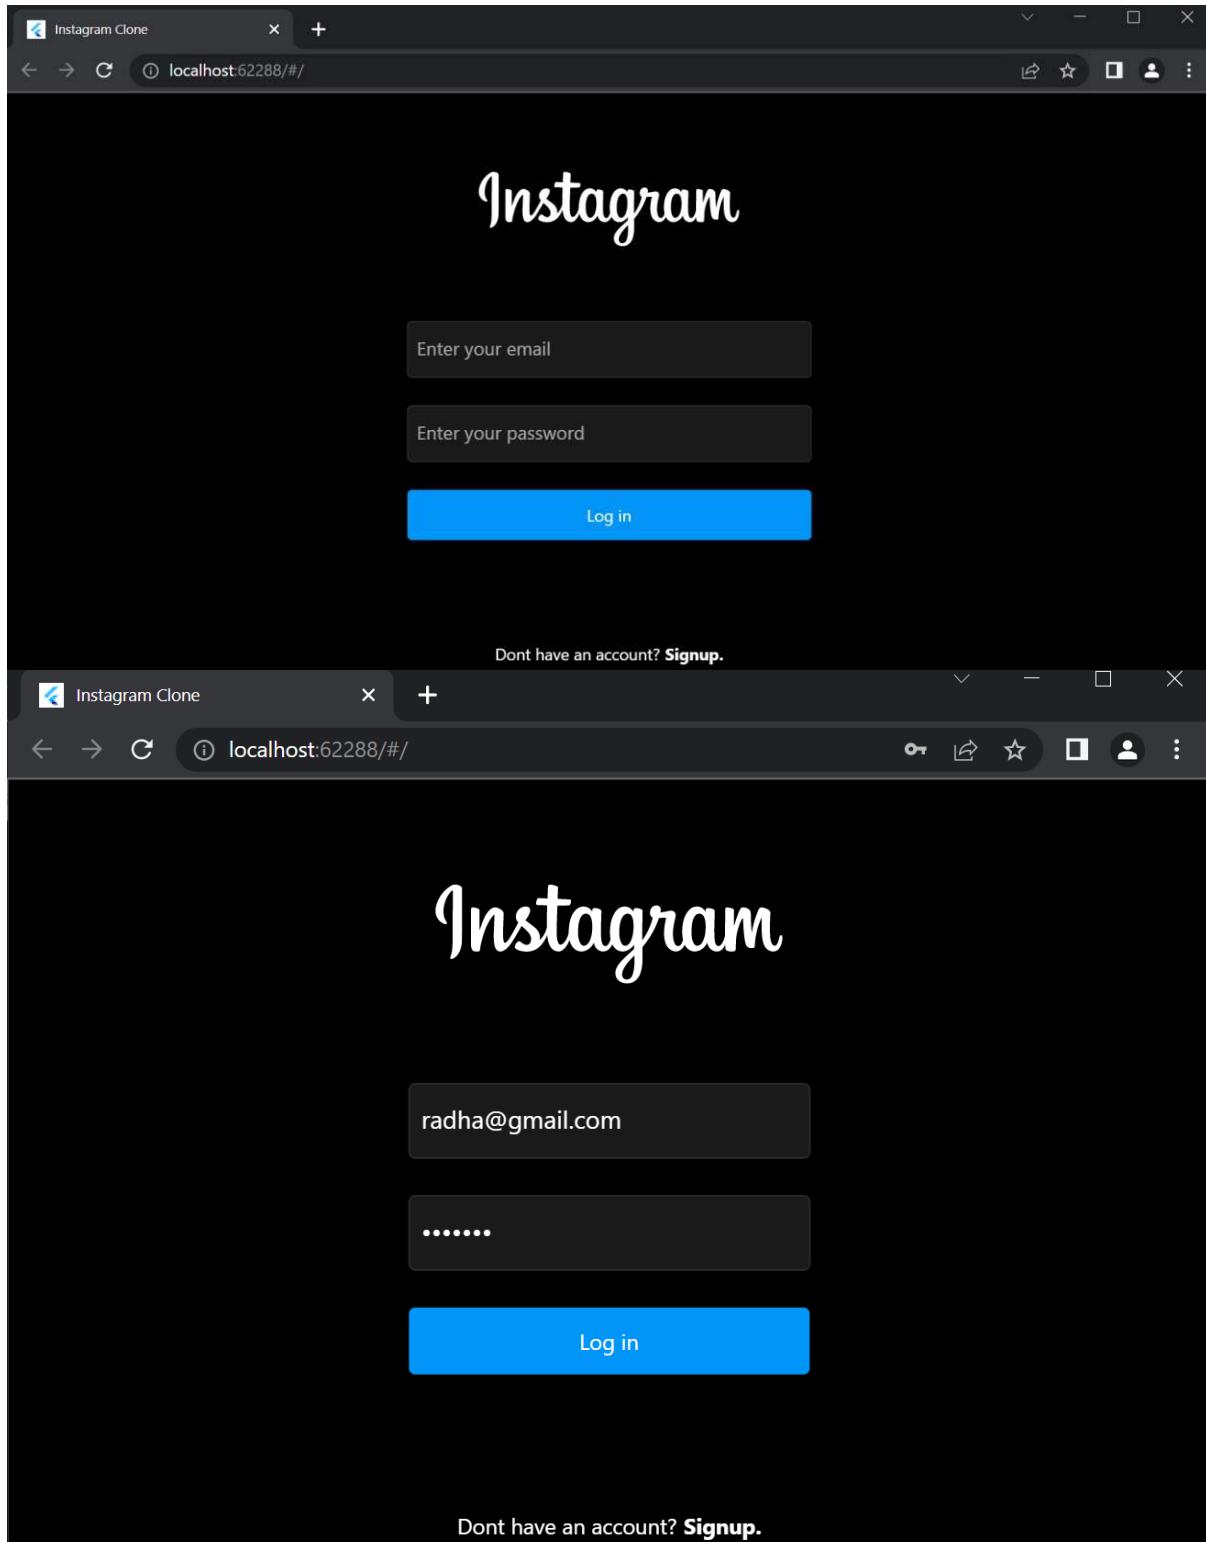 Instagram Clone
localhost:62288/#/
Instagram
Enter your email
Enter your password
Log in
Dont have an account? Signup.
Instagram Clone
localhost:62288/#/
Instagram
radha@gmail.com
•••••••
Log in
Dont have an account? Signup.